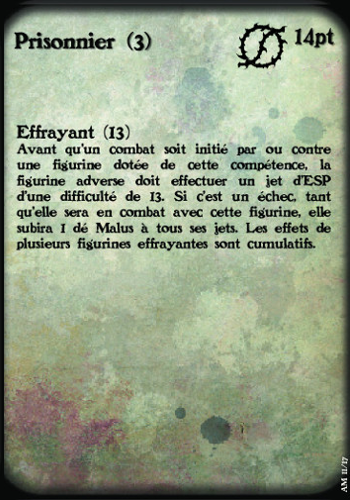 Prisonnier (3) 14pt
Effrayant (13)
Avant qu'un combat soit initié par ou contre
une figurine dotée de cette compétence, la
figurine adverse doit effectuer un jet d'ESP
d'une difficulté de 13. Si c'est un échec, tant
qu'elle sera en combat avec cette figurine, elle
subira 1 dé Malus à tous ses jets. Les effets de
plusieurs figurines effrayantes sont cumulatifs.
AM 11/17